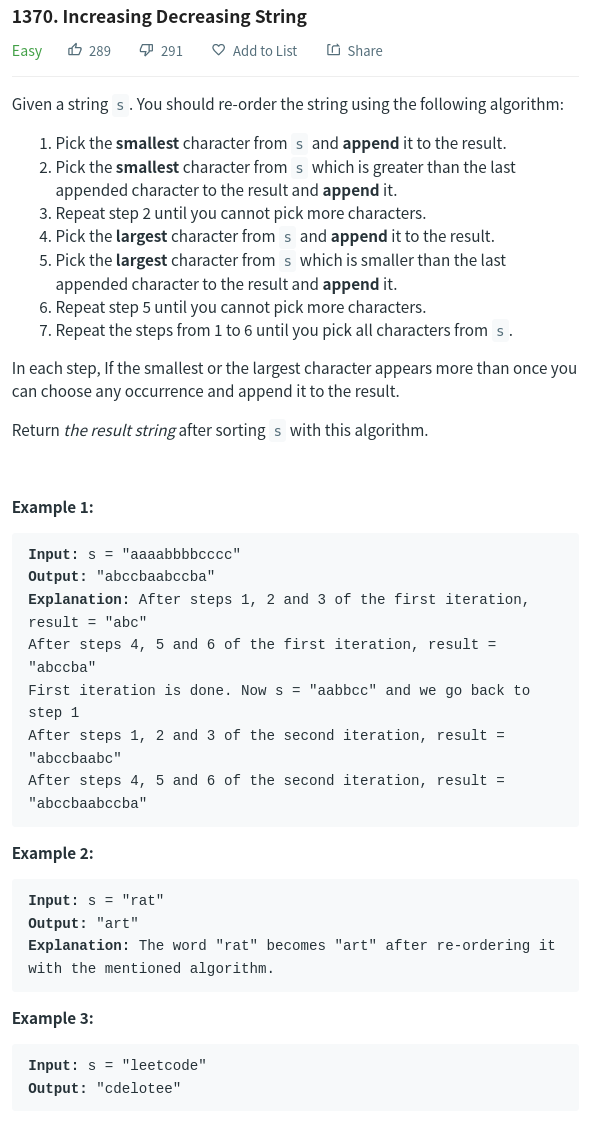 1370. Increasing Decreasing String
Easy 289 291 Add to List Share
Given a string s. You should re-order the string using the following algorithm:
1. Pick the smallest character from s and append it to the result.
2. Pick the smallest character from s which is greater than the last
appended character to the result and append it.
3. Repeat step 2 until you cannot pick more characters.
4. Pick the largest character from s and append it to the result.
5. Pick the largest character from s which is smaller than the last
appended character to the result and append it.
6. Repeat step 5 until you cannot pick more characters.
7. Repeat the steps from 1 to 6 until you pick all characters from s.
In each step, If the smallest or the largest character appears more than once you
can choose any occurrence and append it to the result.
Return the result string after sorting s with this algorithm.
Example 1:
Input: s = "aaaabbbbcccc"
Output: "abccbaabccba"
Explanation: After steps 1, 2 and 3 of the first iteration,
result = "abc"
After steps 4, 5 and 6 of the first iteration, result =
"abccba"
First iteration is done. Now s = "aabbcc" and we go back to
step 1
After steps 1, 2 and 3 of the second iteration, result =
"abccbaabc"
After steps 4, 5 and 6 of the second iteration, result =
"abccbaabccba"
Example 2:
Input: s = "rat"
Output: "art"
Explanation: The word "rat" becomes "art" after re-ordering it
with the mentioned algorithm.
Example 3:
Input: s = "leetcode"
Output: "cdelotee"